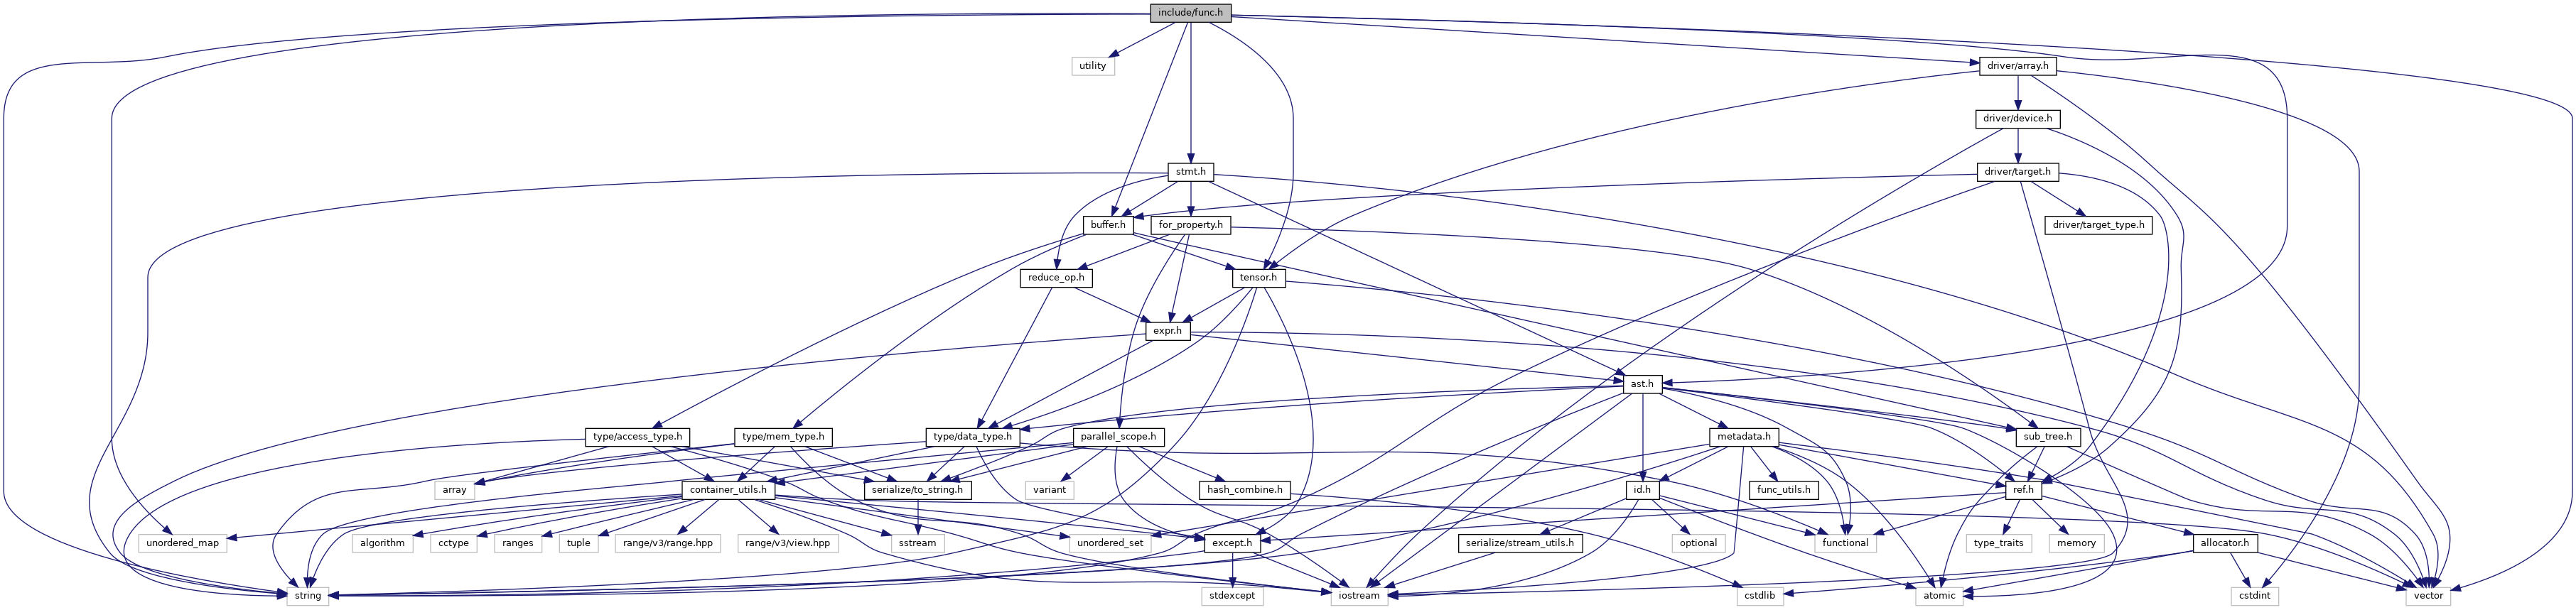 include/func.h
utility
driver/array.h
driver/device.h
stmt.h
driver/target.h
buffer.h
for_property.h
driver/target_type.h
reduce_op.h
tensor.h
expr.h
ast.h
type/access_type.h
type/mem_type.h
type/data_type.h
parallel_scope.h
metadata.h
sub_tree.h
array
container_utils.h
serialize/to_string.h
variant
hash_combine.h
id.h
func_utils.h
ref.h
unordered_map
algorithm
cctype
ranges
tuple
range/v3/range.hpp
range/v3/view.hpp
sstream
unordered_set
except.h
serialize/stream_utils.h
optional
functional
type_traits
memory
allocator.h
string
stdexcept
iostream
cstdlib
atomic
cstdint
vector